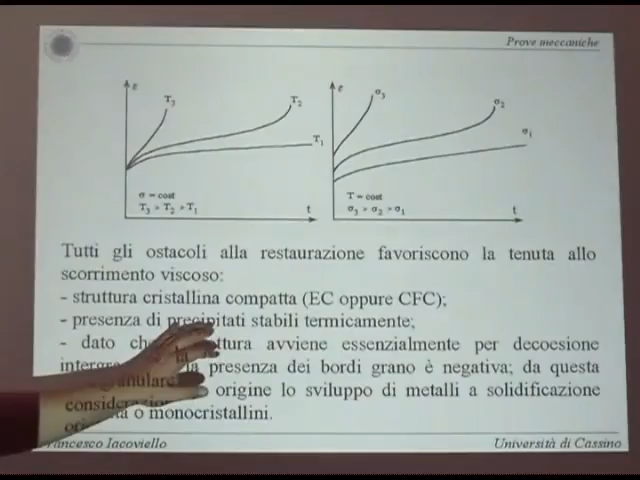 Prove meccaniche
ε T₃ T₂ T₁
σ = cost
T₃ > T₂ > T₁ t
ε σ₃ σ₂ σ₁
T = cost
σ₃ > σ₂ > σ₁ t
Tutti gli ostacoli alla restaurazione favoriscono la tenuta allo
scorrimento viscoso:
- struttura cristallina compatta (EC oppure CFC);
- presenza di precipitati stabili termicamente;
- dato che ttura avviene essenzialmente per decoesione
la presenza dei bordi grano è negativa; da questa
origine lo sviluppo di metalli a solidificazione
o monocristallini.
Francesco Iacoviello
Università di Cassino